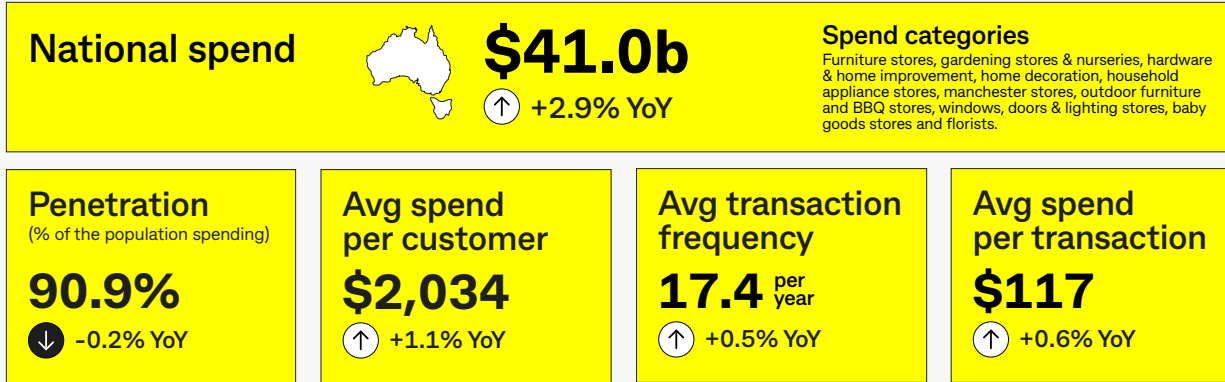 National spend
$41.0b
+2.9% YoY
Spend categories
Furniture stores, gardening stores & nurseries, hardware
& home improvement, home decoration, household
appliance stores, manchester stores, outdoor furniture
and BBQ stores, windows, doors & lighting stores, baby
goods stores and florists.
Penetration
(% of the population spending)
90.9%
-0.2% YoY
Avg spend
per customer
$2,034
+1.1% YoY
Avg transaction
frequency
17.4 per
year
+0.5% YoY
Avg spend
per transaction
$117
+0.6% YoY